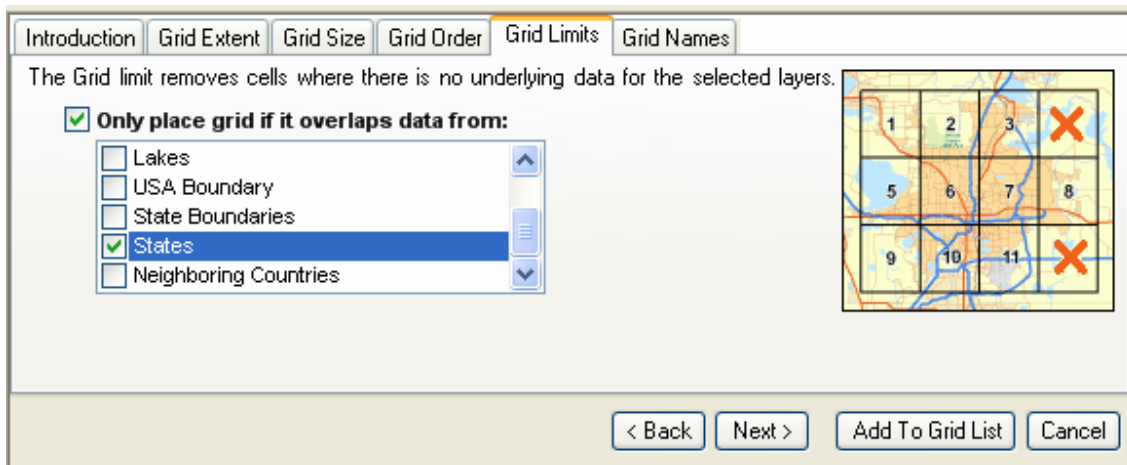 Introduction Grid Extent Grid Size Grid Order Grid Limits Grid Names
The Grid limit removes cells where there is no underlying data for the selected layers.
Only place grid if it overlaps data from:
Lakes
USA Boundary
State Boundaries
States
Neighboring Countries
1 2 3
5 6 7 8
9 10 11
< Back Next > Add To Grid List Cancel